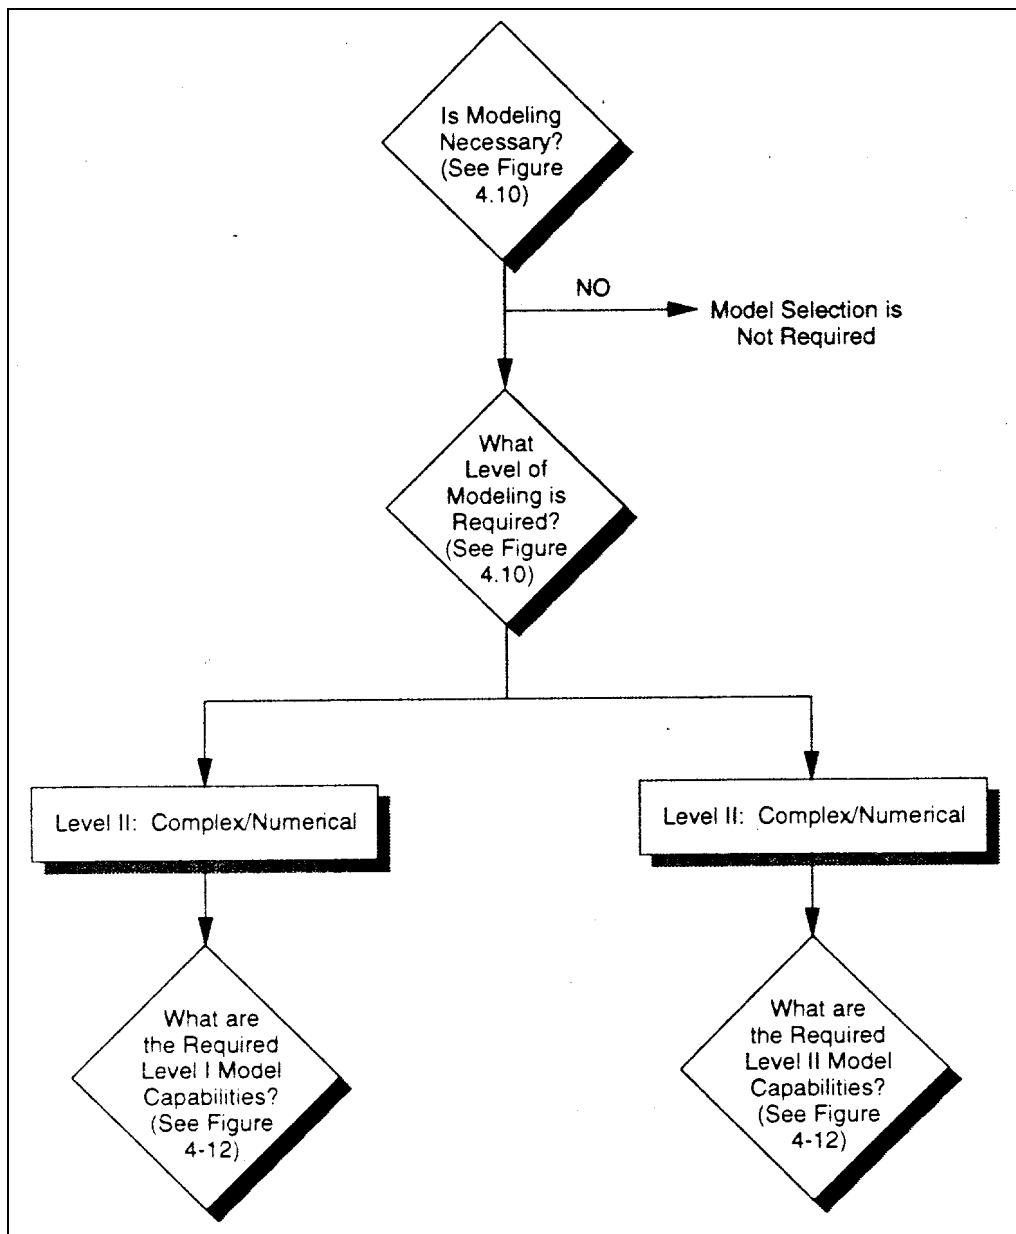 Is Modeling
Necessary?
(See Figure
4.10)
NO
Model Selection is
Not Required
What
Level of
Modeling is
Required?
(See Figure
4.10)
Level II: Complex/Numerical
Level II: Complex/Numerical
What are
the Required
Level I Model
Capabilities?
(See Figure
4-12)
What are
the Required
Level II Model
Capabilities?
(See Figure
4-12)